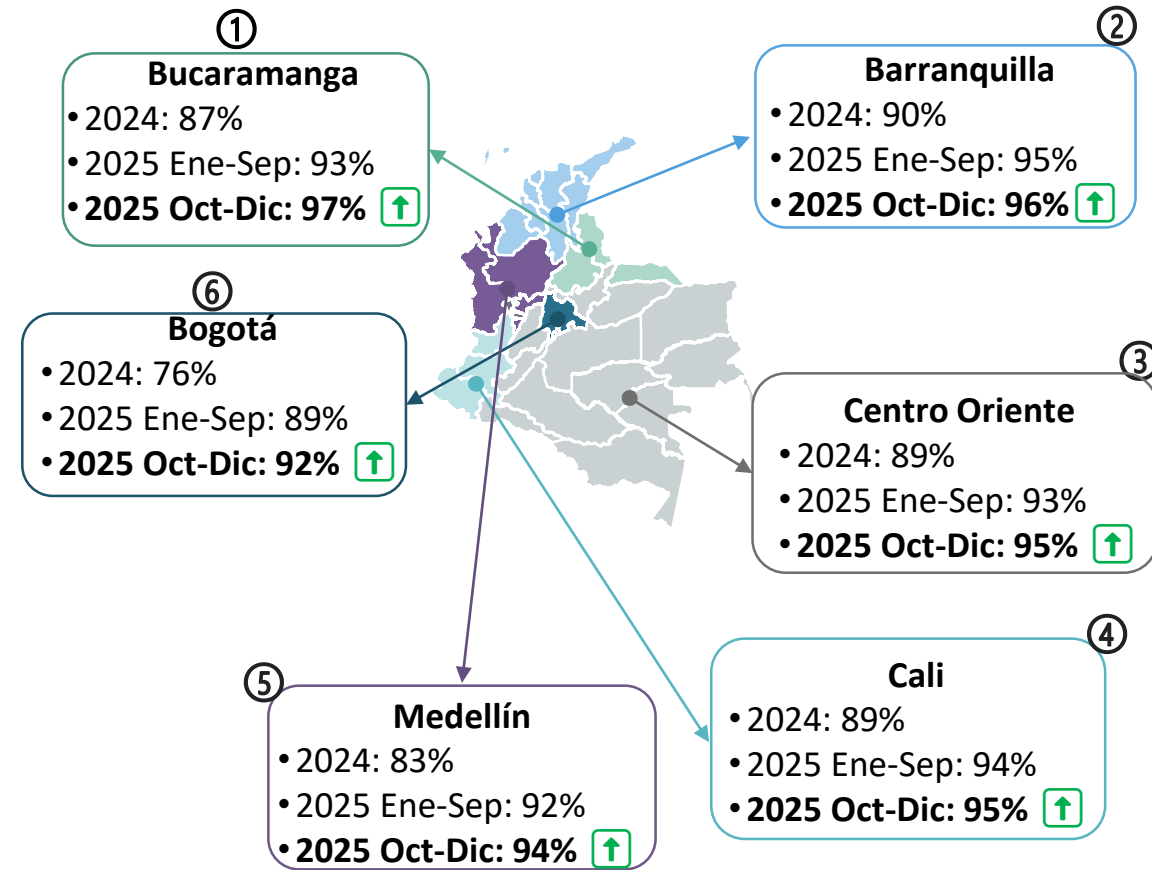 ①
Bucaramanga
• 2024: 87%
• 2025 Ene-Sep: 93%
• 2025 Oct-Dic: 97%
②
Barranquilla
• 2024: 90%
• 2025 Ene-Sep: 95%
• 2025 Oct-Dic: 96%
⑥
Bogotá
• 2024: 76%
• 2025 Ene-Sep: 89%
• 2025 Oct-Dic: 92%
③
Centro Oriente
• 2024: 89%
• 2025 Ene-Sep: 93%
• 2025 Oct-Dic: 95%
⑤
Medellín
• 2024: 83%
• 2025 Ene-Sep: 92%
• 2025 Oct-Dic: 94%
④
Cali
• 2024: 89%
• 2025 Ene-Sep: 94%
• 2025 Oct-Dic: 95%